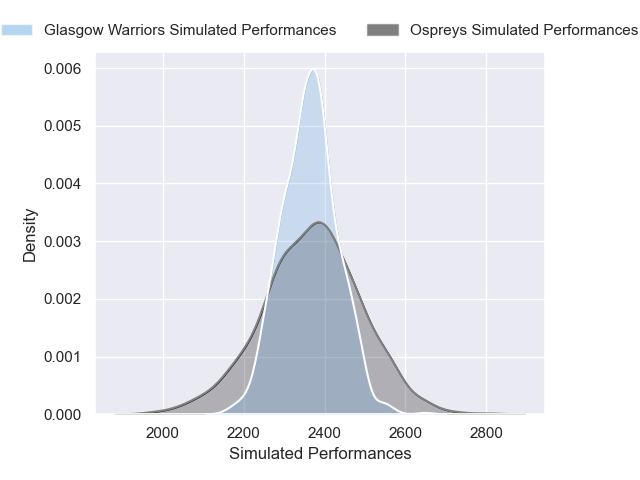 Glasgow Warriors Simulated Performances
Ospreys Simulated Performances
0.006
0.005
0.004
0.003
0.002
0.001
0.000
Density
2000 2200 2400 2600 2800
Simulated Performances